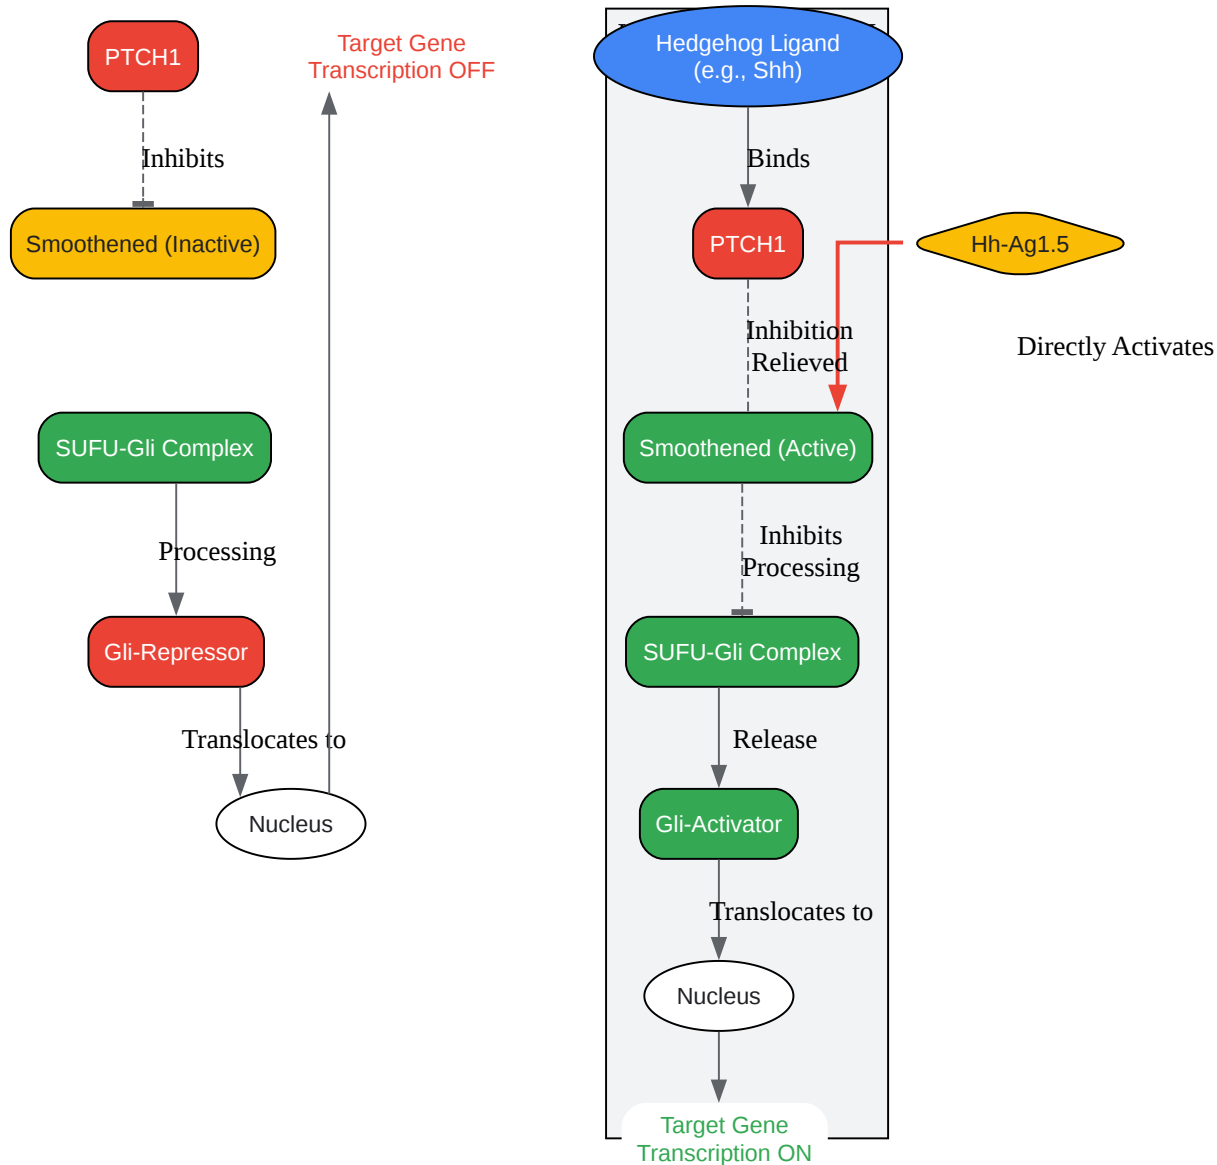 PTCH1
Target Gene
Transcription OFF
Inhibits
Smoothened (Inactive)
SUFU-Gli Complex
Processing
Gli-Repressor
Translocates to
Nucleus
Hedgehog Ligand
(e.g., Shh)
Binds
PTCH1
Hh-Ag1.5
Inhibition
Relieved
Directly Activates
Smoothened (Active)
Inhibits
Processing
SUFU-Gli Complex
Release
Gli-Activator
Translocates to
Nucleus
Target Gene
Transcription ON